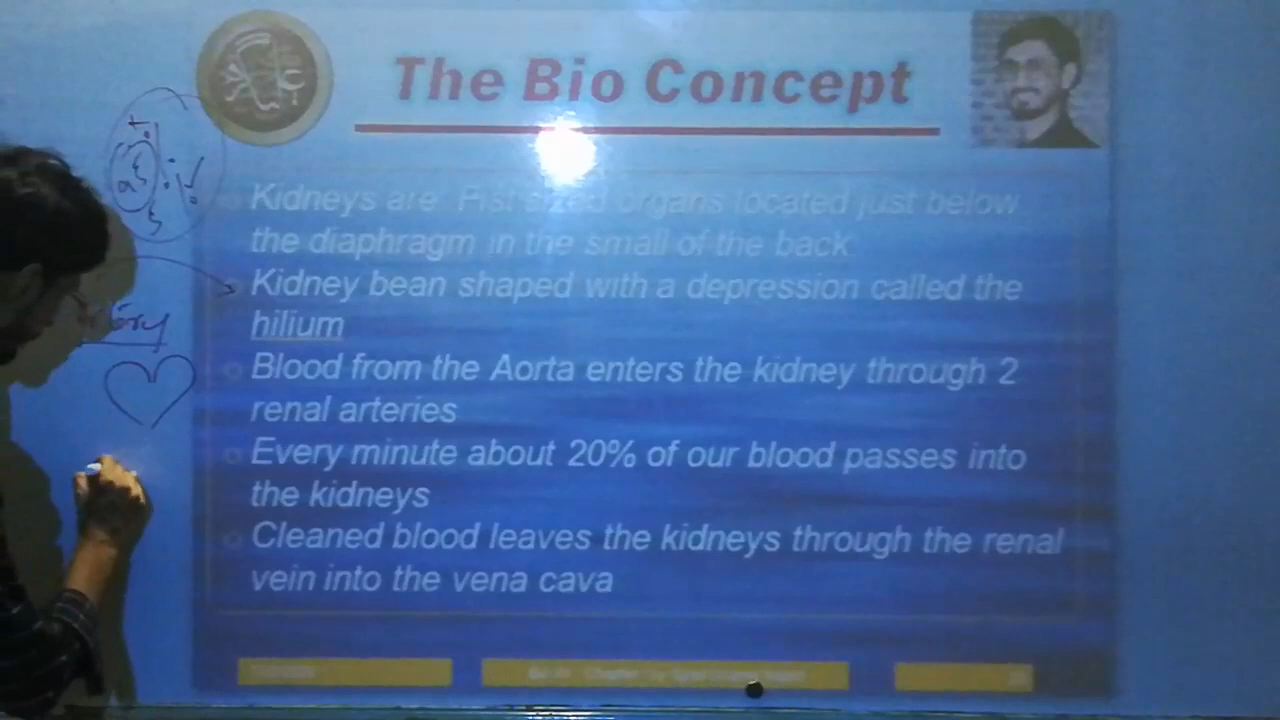 The Bio Concept
Kidneys are Fist sized organs located just below
the diaphragm in the small of the back
Kidney bean shaped with a depression called the
hilium
Blood from the Aorta enters the kidney through 2
renal arteries
Every minute about 20% of our blood passes into
the kidneys
Cleaned blood leaves the kidneys through the renal
vein into the vena cava